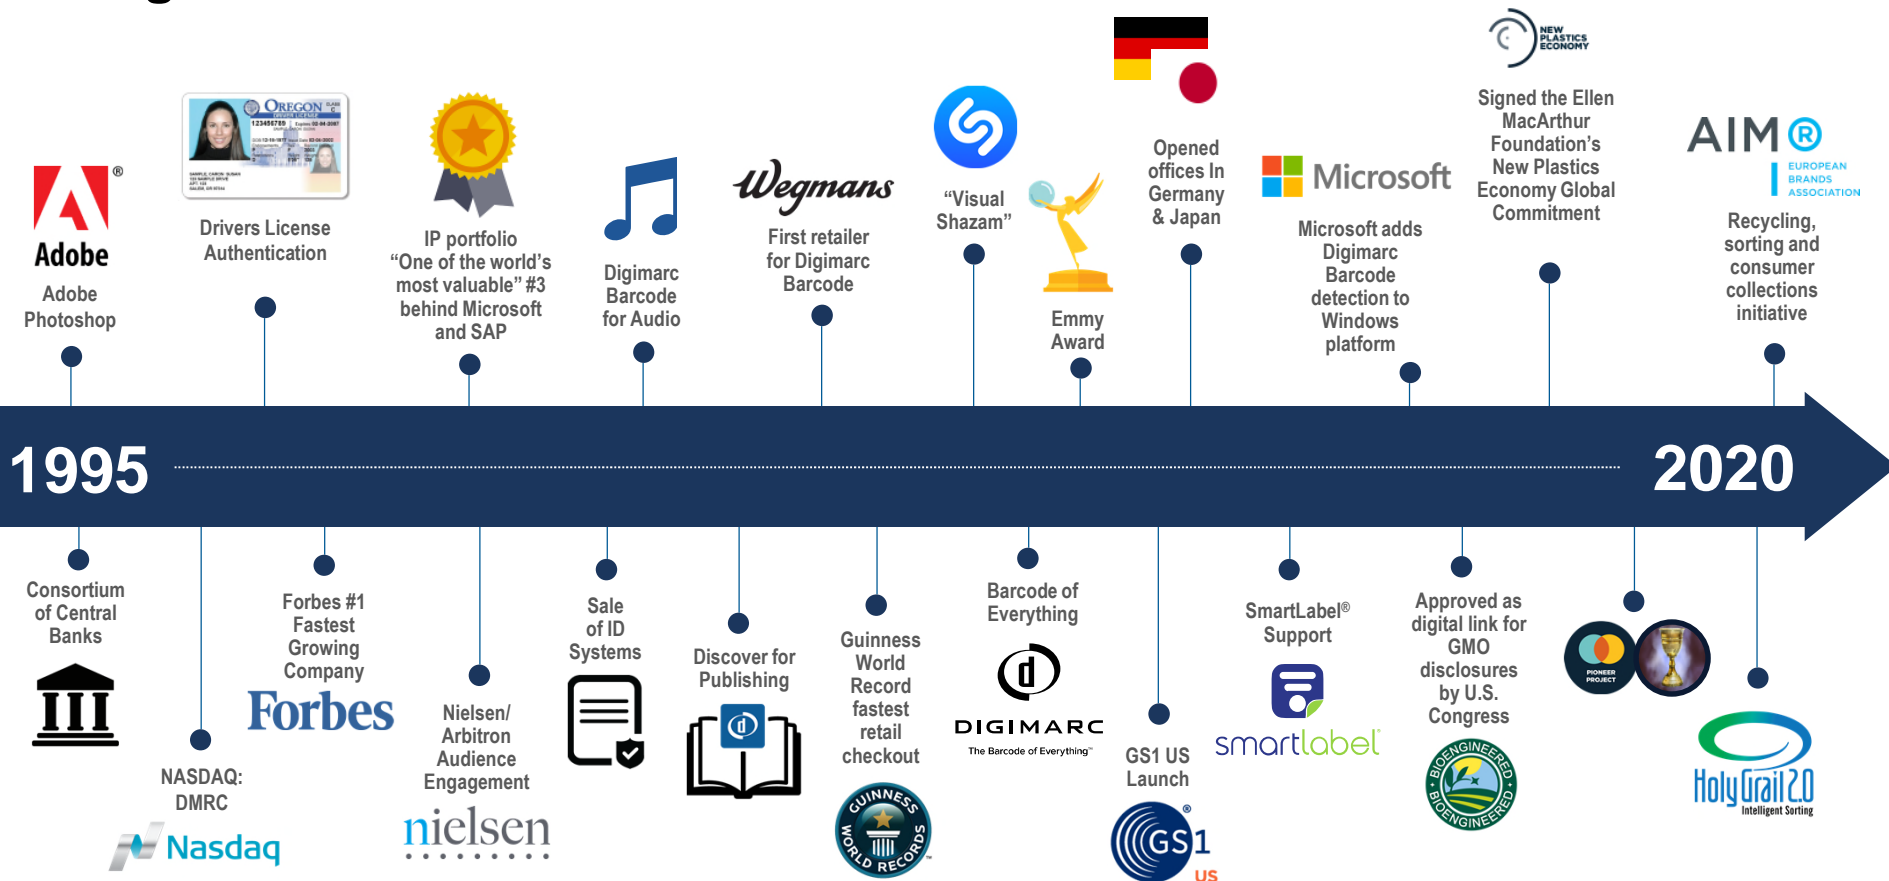 Adobe
Adobe
Photoshop
OREGON
DRIVER LICENSE
123456789
Drivers License
Authentication
IP portfolio
“One of the world’s
most valuable” #3
behind Microsoft
and SAP
Digimarc
Barcode
for Audio
Wegmans
First retailer
for Digimarc
Barcode
“Visual
Shazam”
Emmy
Award
Opened
offices In
Germany
& Japan
Microsoft
Microsoft adds
Digimarc
Barcode
detection to
Windows
platform
NEW
PLASTICS
ECONOMY
Signed the Ellen
MacArthur
Foundation’s
New Plastics
Economy Global
Commitment
AIM®
EUROPEAN
BRANDS
ASSOCIATION
Recycling,
sorting and
consumer
collections
initiative
1995
2020
Consortium
of Central
Banks
NASDAQ:
DMRC
Nasdaq
Forbes #1
Fastest
Growing
Company
Forbes
Nielsen/
Arbitron
Audience
Engagement
nielsen
Sale
of ID
Systems
Discover for
Publishing
Guinness
World
Record
fastest
retail
checkout
GUINNESS
WORLD RECORDS
Barcode of
Everything
DIGIMARC
The Barcode of Everything™
GS1 US
Launch
GS1
US
SmartLabel®
Support
smartlabel
Approved as
digital link for
GMO
disclosures
by U.S.
Congress
BIOENGINEERED
BIOENGINEERED
PIONEER
PROJECT
HolyGrail 2.0
Intelligent Sorting